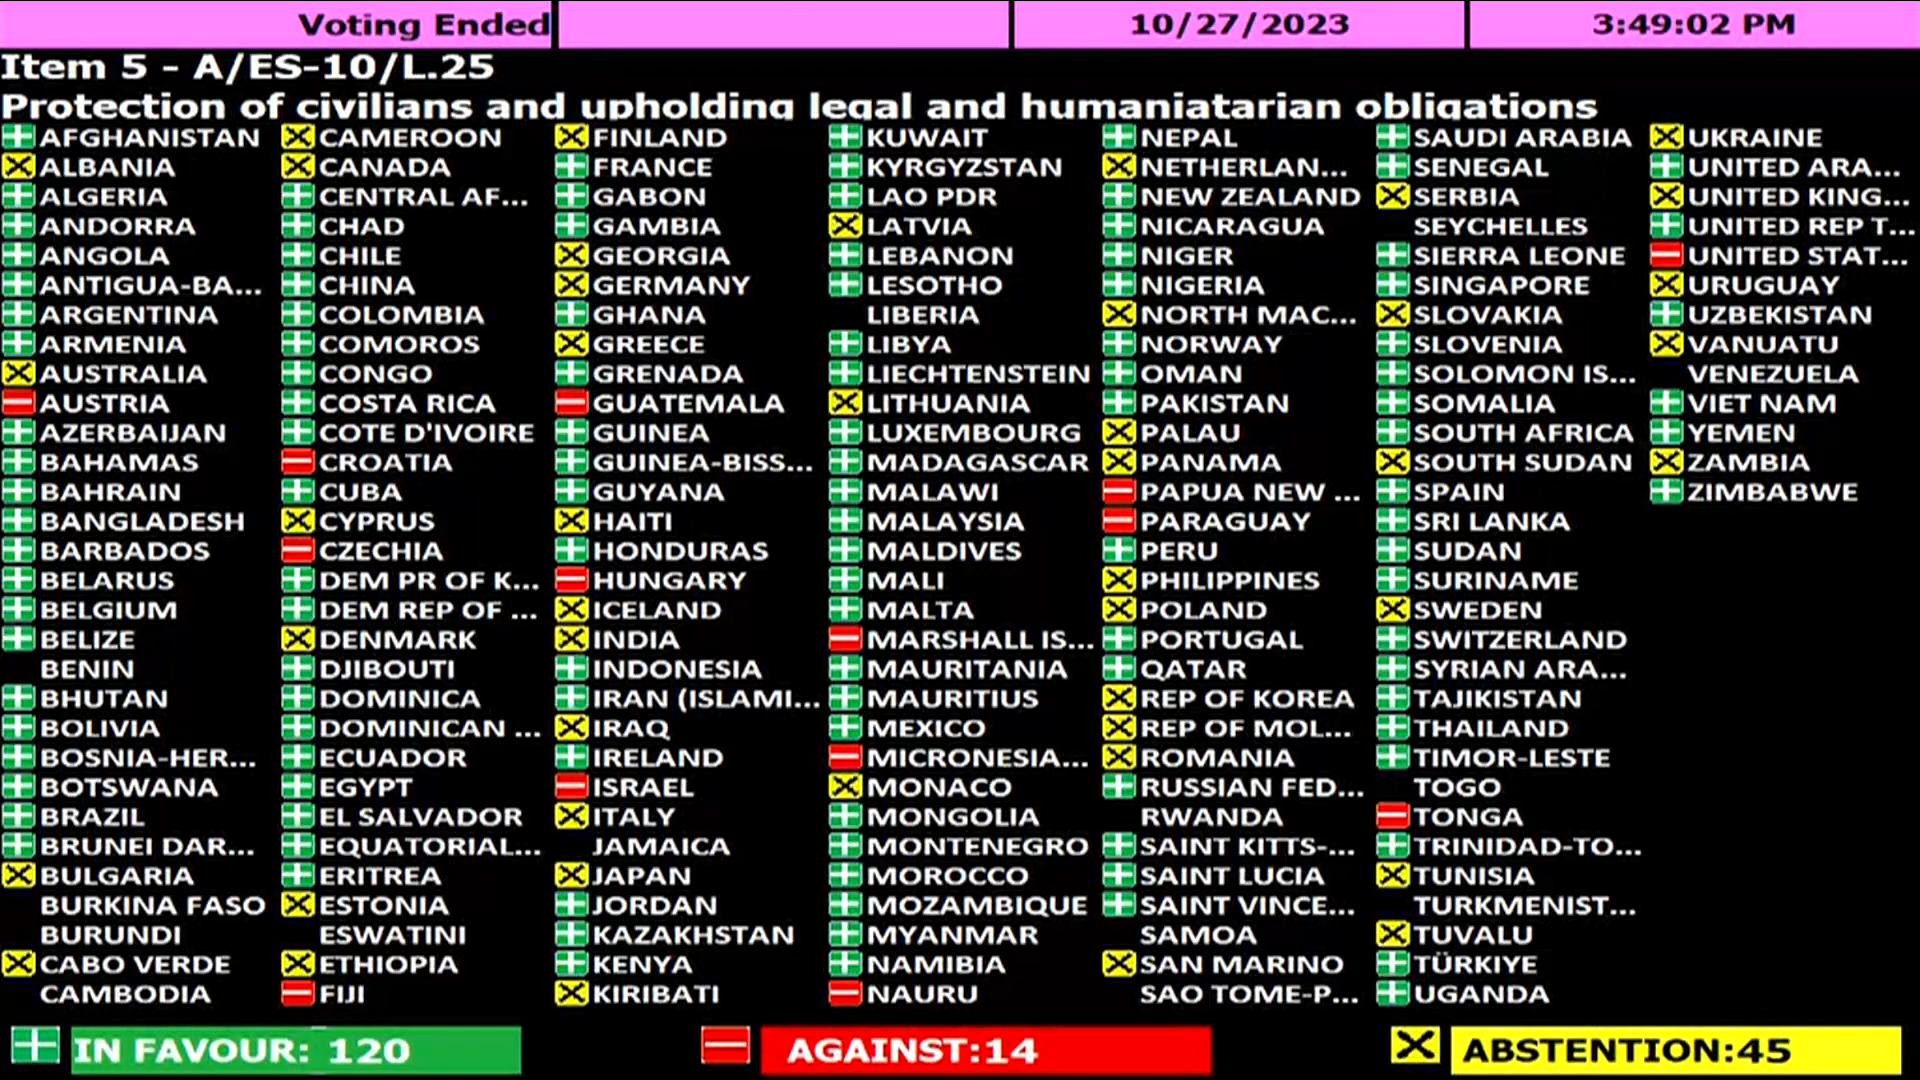 Voting Ended 10/27/2023 3:49:02 PM
Item 5 - A/ES-10/L.25
Protection of civilians and upholding legal and humaniatarian obligations
AFGHANISTAN
ALBANIA
ALGERIA
ANDORRA
ANGOLA
ANTIGUA-BA...
ARGENTINA
ARMENIA
AUSTRALIA
AUSTRIA
AZERBAIJAN
BAHAMAS
BAHRAIN
BANGLADESH
BARBADOS
BELARUS
BELGIUM
BELIZE
BENIN
BHUTAN
BOLIVIA
BOSNIA-HER...
BOTSWANA
BRAZIL
BRUNEI DAR...
BULGARIA
BURKINA FASO
BURUNDI
CABO VERDE
CAMBODIA
CAMEROON
CANADA
CENTRAL AF...
CHAD
CHILE
CHINA
COLOMBIA
COMOROS
CONGO
COSTA RICA
COTE D'IVOIRE
CROATIA
CUBA
CYPRUS
CZECHIA
DEM PR OF K...
DEM REP OF ...
DENMARK
DJIBOUTI
DOMINICA
DOMINICAN ...
ECUADOR
EGYPT
EL SALVADOR
EQUATORIAL...
ERITREA
ESTONIA
ESWATINI
ETHIOPIA
FIJI
FINLAND
FRANCE
GABON
GAMBIA
GEORGIA
GERMANY
GHANA
GREECE
GRENADA
GUATEMALA
GUINEA
GUINEA-BISS...
GUYANA
HAITI
HONDURAS
HUNGARY
ICELAND
INDIA
INDONESIA
IRAN (ISLAMI...
IRAQ
IRELAND
ISRAEL
ITALY
JAMAICA
JAPAN
JORDAN
KAZAKHSTAN
KENYA
KIRIBATI
KUWAIT
KYRGYZSTAN
LAO PDR
LATVIA
LEBANON
LESOTHO
LIBERIA
LIBYA
LIECHTENSTEIN
LITHUANIA
LUXEMBOURG
MADAGASCAR
MALAWI
MALAYSIA
MALDIVES
MALI
MALTA
MARSHALL IS...
MAURITANIA
MAURITIUS
MEXICO
MICRONESIA...
MONACO
MONGOLIA
MONTENEGRO
MOROCCO
MOZAMBIQUE
MYANMAR
NAMIBIA
NAURU
NEPAL
NETHERLAN...
NEW ZEALAND
NICARAGUA
NIGER
NIGERIA
NORTH MAC...
NORWAY
OMAN
PAKISTAN
PALAU
PANAMA
PAPUA NEW ...
PARAGUAY
PERU
PHILIPPINES
POLAND
PORTUGAL
QATAR
REP OF KOREA
REP OF MOL...
ROMANIA
RUSSIAN FED...
RWANDA
SAINT KITTS-...
SAINT LUCIA
SAINT VINCE...
SAMOA
SAN MARINO
SAO TOME-P...
SAUDI ARABIA
SENEGAL
SERBIA
SEYCHELLES
SIERRA LEONE
SINGAPORE
SLOVAKIA
SLOVENIA
SOLOMON IS...
SOMALIA
SOUTH AFRICA
SOUTH SUDAN
SPAIN
SRI LANKA
SUDAN
SURINAME
SWEDEN
SWITZERLAND
SYRIAN ARA...
TAJIKISTAN
THAILAND
TIMOR-LESTE
TOGO
TONGA
TRINIDAD-TO...
TUNISIA
TURKMENIST...
TUVALU
TÜRKIYE
UGANDA
UKRAINE
UNITED ARA...
UNITED KING...
UNITED REP T...
UNITED STAT...
URUGUAY
UZBEKISTAN
VANUATU
VENEZUELA
VIET NAM
YEMEN
ZAMBIA
ZIMBABWE
IN FAVOUR: 120
AGAINST:14
ABSTENTION:45